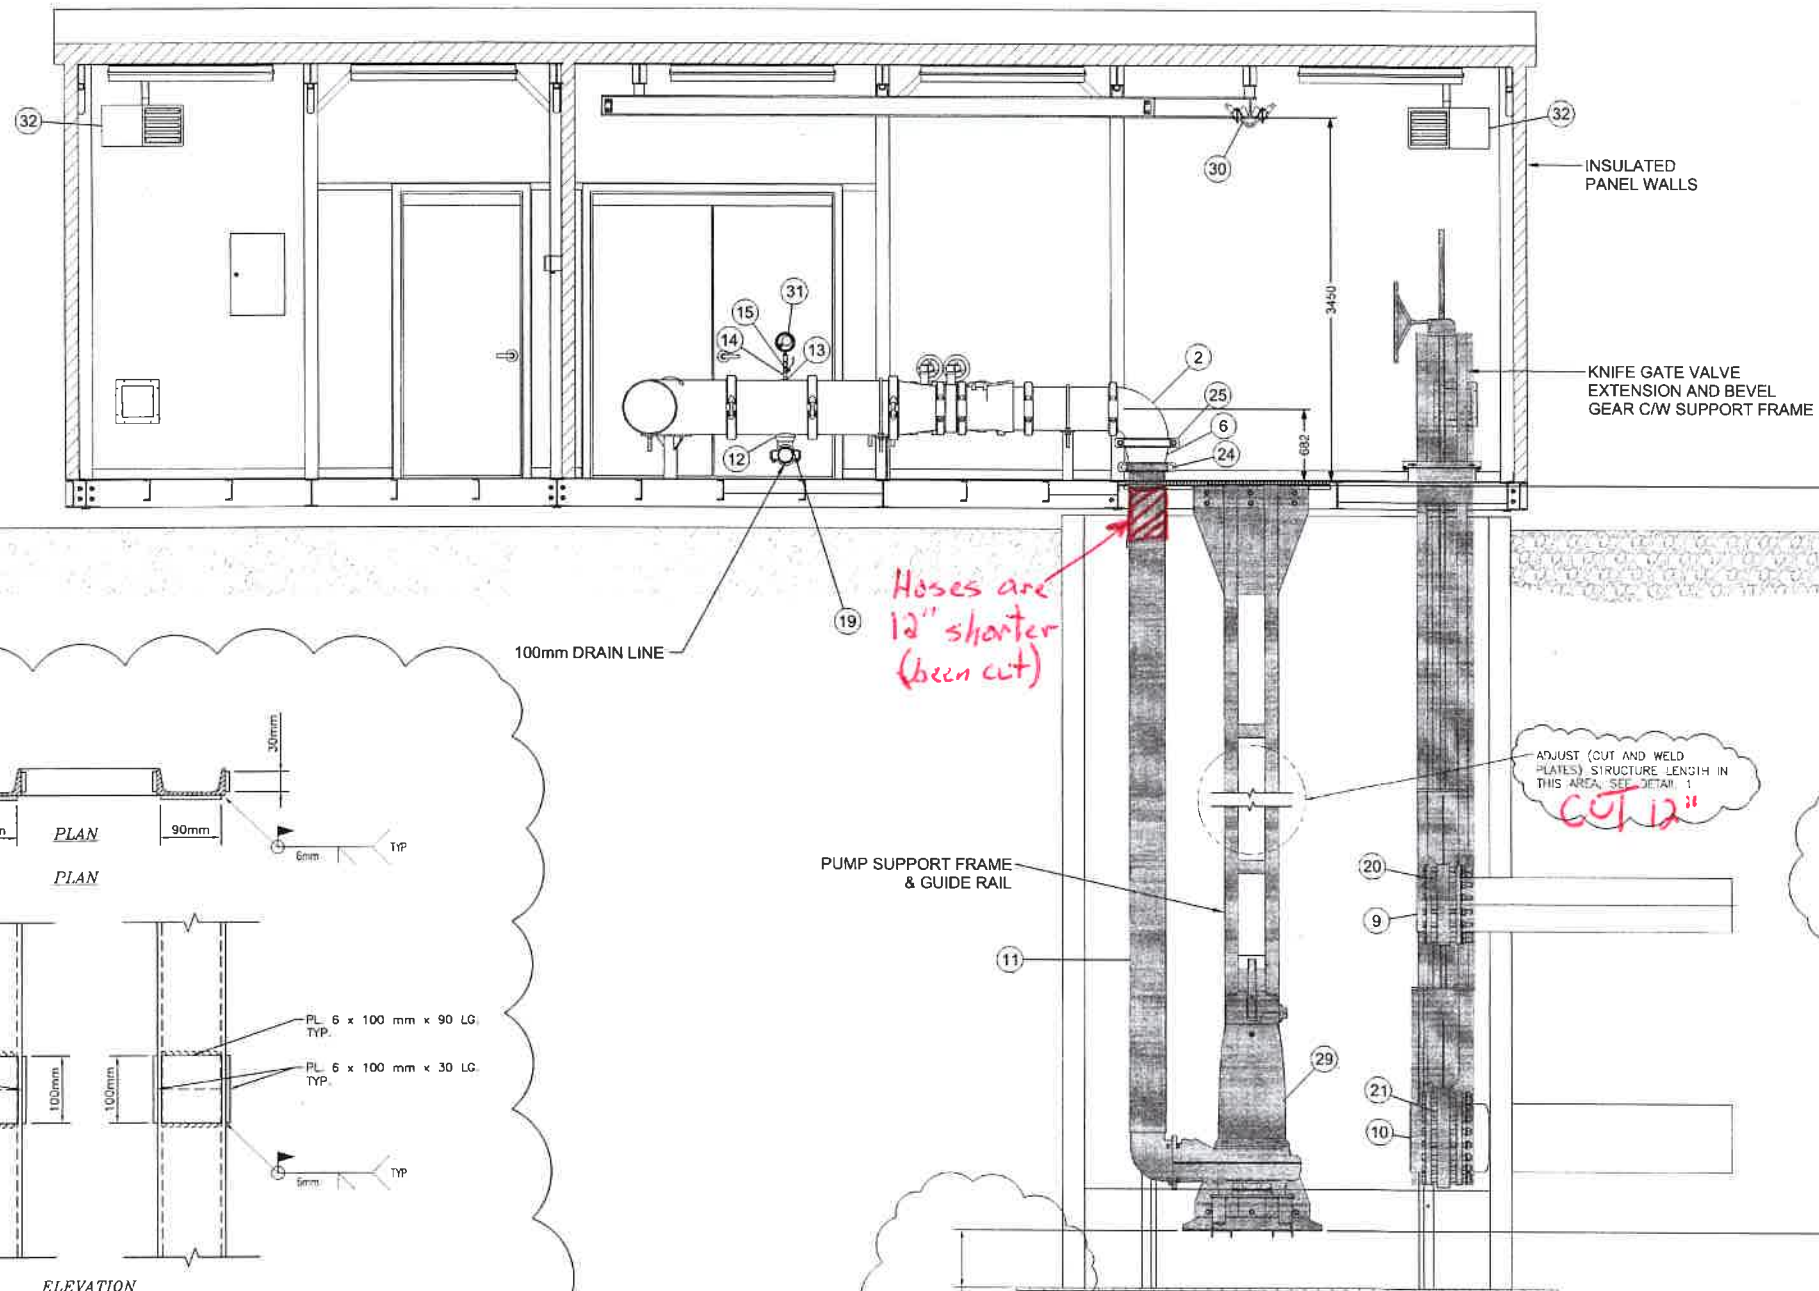 32
30
32
INSULATED
PANEL WALLS
3450
31
15
14
13
2
25
6
24
12
682
KNIFE GATE VALVE
EXTENSION AND BEVEL
GEAR C/W SUPPORT FRAME
19
100mm DRAIN LINE
Hoses are
12" shorter
(been cut)
ADJUST (CUT AND WELD
PLATES) STRUCTURE LENGTH IN
THIS AREA, SEE DETAIL 1
CUT 12"
30mm
PLAN
90mm
6mm
TYP
PLAN
PUMP SUPPORT FRAME
& GUIDE RAIL
20
9
11
PL. 6 x 100 mm x 90 LG.
TYP.
PL. 6 x 100 mm x 30 LG.
TYP.
100mm
100mm
29
21
10
6mm
TYP
ELEVATION